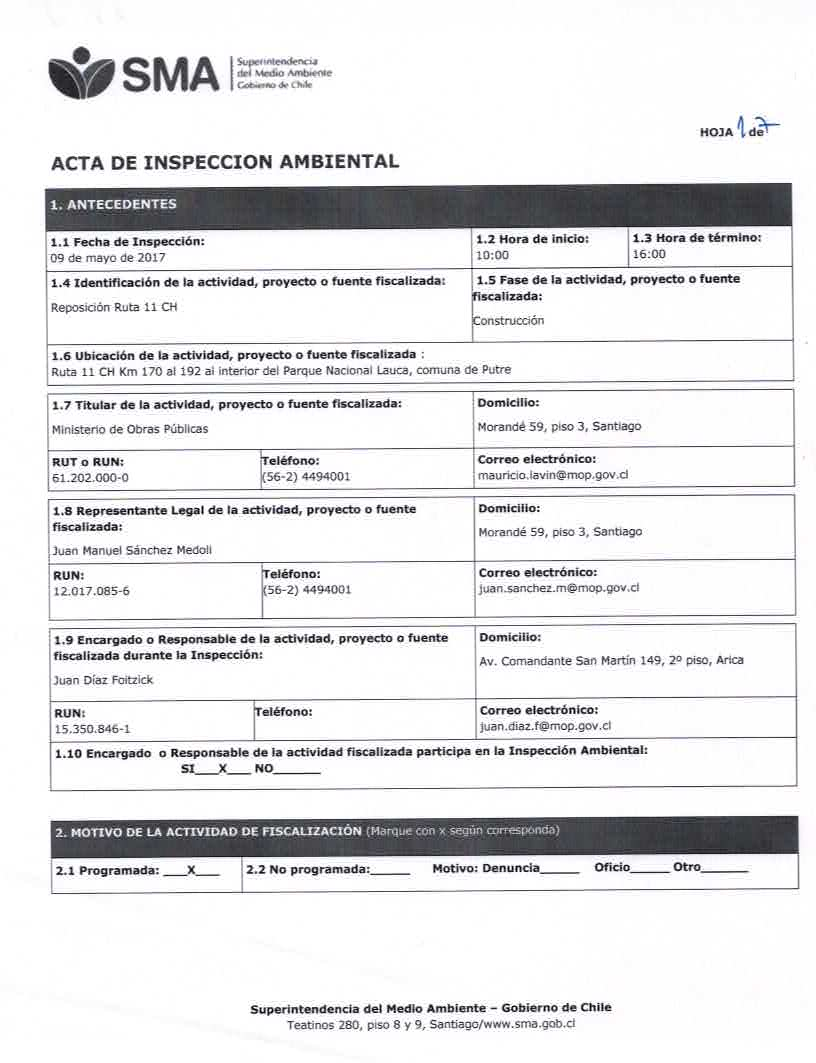 SMA
Superintendencia
del Medio Ambiente
Gobierno de Chile
HOJA 1 de 7
ACTA DE INSPECCION AMBIENTAL
1. ANTECEDENTES
1.1 Fecha de Inspección:
09 de mayo de 2017
1.2 Hora de inicio:
10:00
1.3 Hora de término:
16:00
1.4 Identificación de la actividad, proyecto o fuente fiscalizada:
Reposición Ruta 11 CH
1.5 Fase de la actividad, proyecto o fuente
fiscalizada:
Construcción
1.6 Ubicación de la actividad, proyecto o fuente fiscalizada :
Ruta 11 CH Km 170 al 192 al interior del Parque Nacional Lauca, comuna de Putre
1.7 Titular de la actividad, proyecto o fuente fiscalizada:
Ministerio de Obras Públicas
Domicilio:
Morandé 59, piso 3, Santiago
RUT o RUN:
61.202.000-0
Teléfono:
(56-2) 4494001
Correo electrónico:
mauricio.lavin@mop.gov.cl
1.8 Representante Legal de la actividad, proyecto o fuente
fiscalizada:
Juan Manuel Sánchez Medoli
Domicilio:
Morandé 59, piso 3, Santiago
RUN:
12.017.085-6
Teléfono:
(56-2) 4494001
Correo electrónico:
juan.sanchez.m@mop.gov.cl
1.9 Encargado o Responsable de la actividad, proyecto o fuente
fiscalizada durante la Inspección:
Juan Díaz Foitzick
Domicilio:
Av. Comandante San Martín 149, 2º piso, Arica
RUN:
15.350.846-1
Teléfono:
Correo electrónico:
juan.diaz.f@mop.gov.cl
1.10 Encargado o Responsable de la actividad fiscalizada participa en la Inspección Ambiental:
SI___X___ NO______
2. MOTIVO DE LA ACTIVIDAD DE FISCALIZACIÓN (Marque con x según corresponda)
2.1 Programada: ___X___
2.2 No programada:_____ Motivo: Denuncia_____ Oficio_____ Otro______
Superintendencia del Medio Ambiente – Gobierno de Chile
Teatinos 280, piso 8 y 9, Santiago/www.sma.gob.cl